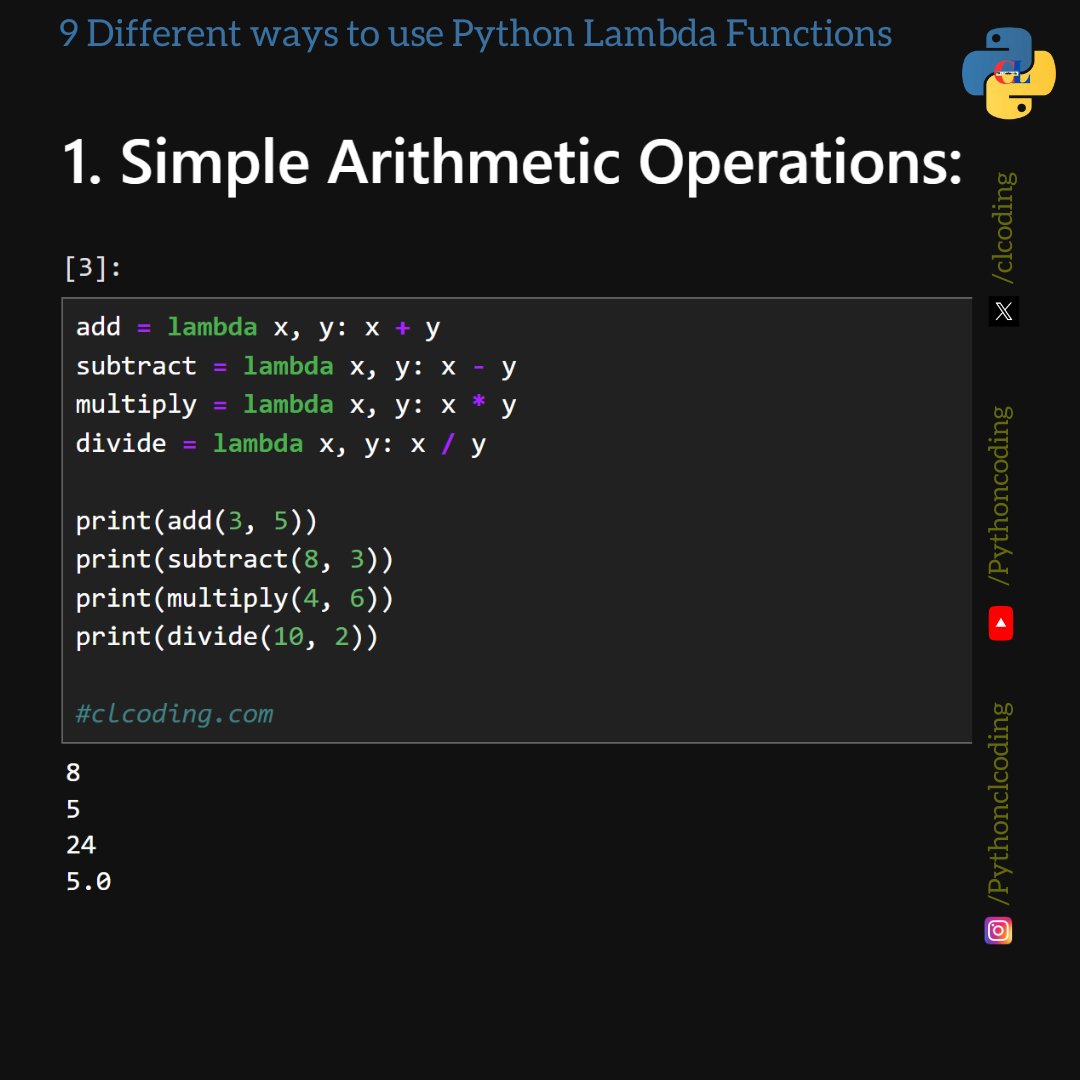 9 Different ways to use Python Lambda Functions
CL
1. Simple Arithmetic Operations:
[3]:
add = lambda x, y: x + y
subtract = lambda x, y: x - y
multiply = lambda x, y: x * y
divide = lambda x, y: x / y
print(add(3, 5))
print(subtract(8, 3))
print(multiply(4, 6))
print(divide(10, 2))
#clcoding.com
8
5
24
5.0
/clcoding
/Pythoncoding
/Pythonclcoding